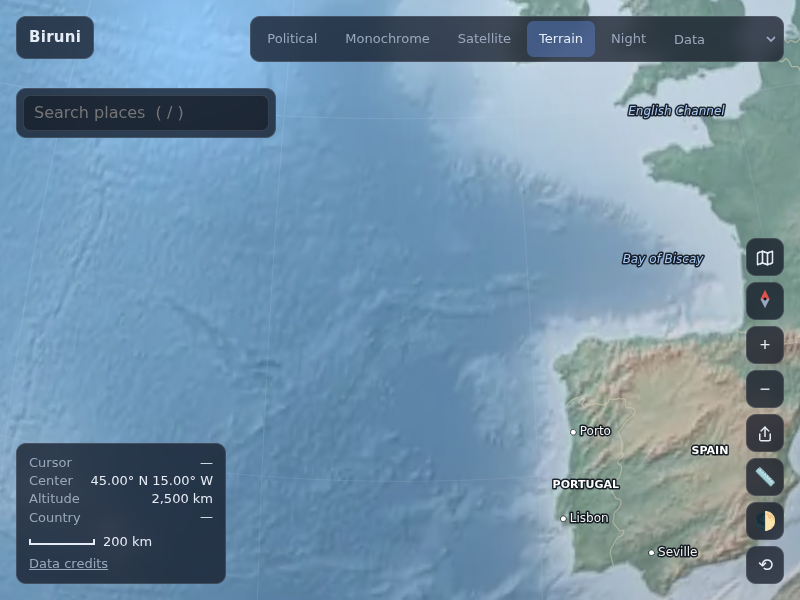 Biruni
Political Monochrome Satellite Terrain Night Data
Search places ( / )
English Channel
Bay of Biscay
+
−
Porto
SPAIN
PORTUGAL
Lisbon
Seville
Cursor —
Center 45.00° N 15.00° W
Altitude 2,500 km
Country —
200 km
Data credits